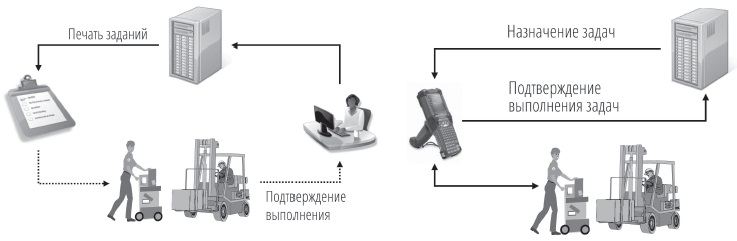 Печать заданий
Подтверждение
выполнения
Назначение задач
Подтверждение
выполнения задач